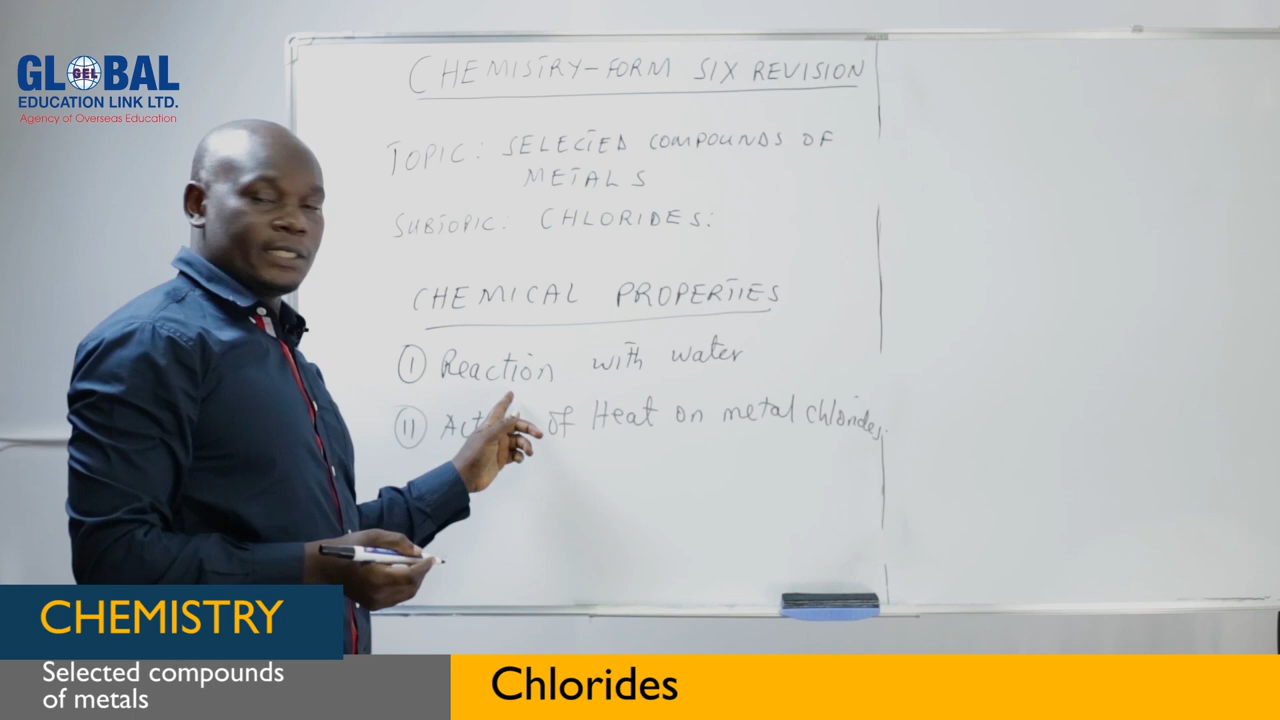 GLOBAL
GEL
EDUCATION LINK LTD.
Agency of Overseas Education
CHEMISTRY-FORM SIX REVISION
TOPIC: SELECTED COMPOUNDS OF
METALS
SUBTOPIC: CHLORIDES:
CHEMICAL PROPERTIES
(I) Reaction with water
(II) of Heat on metal chlorides.
CHEMISTRY
Selected compounds
of metals
Chlorides